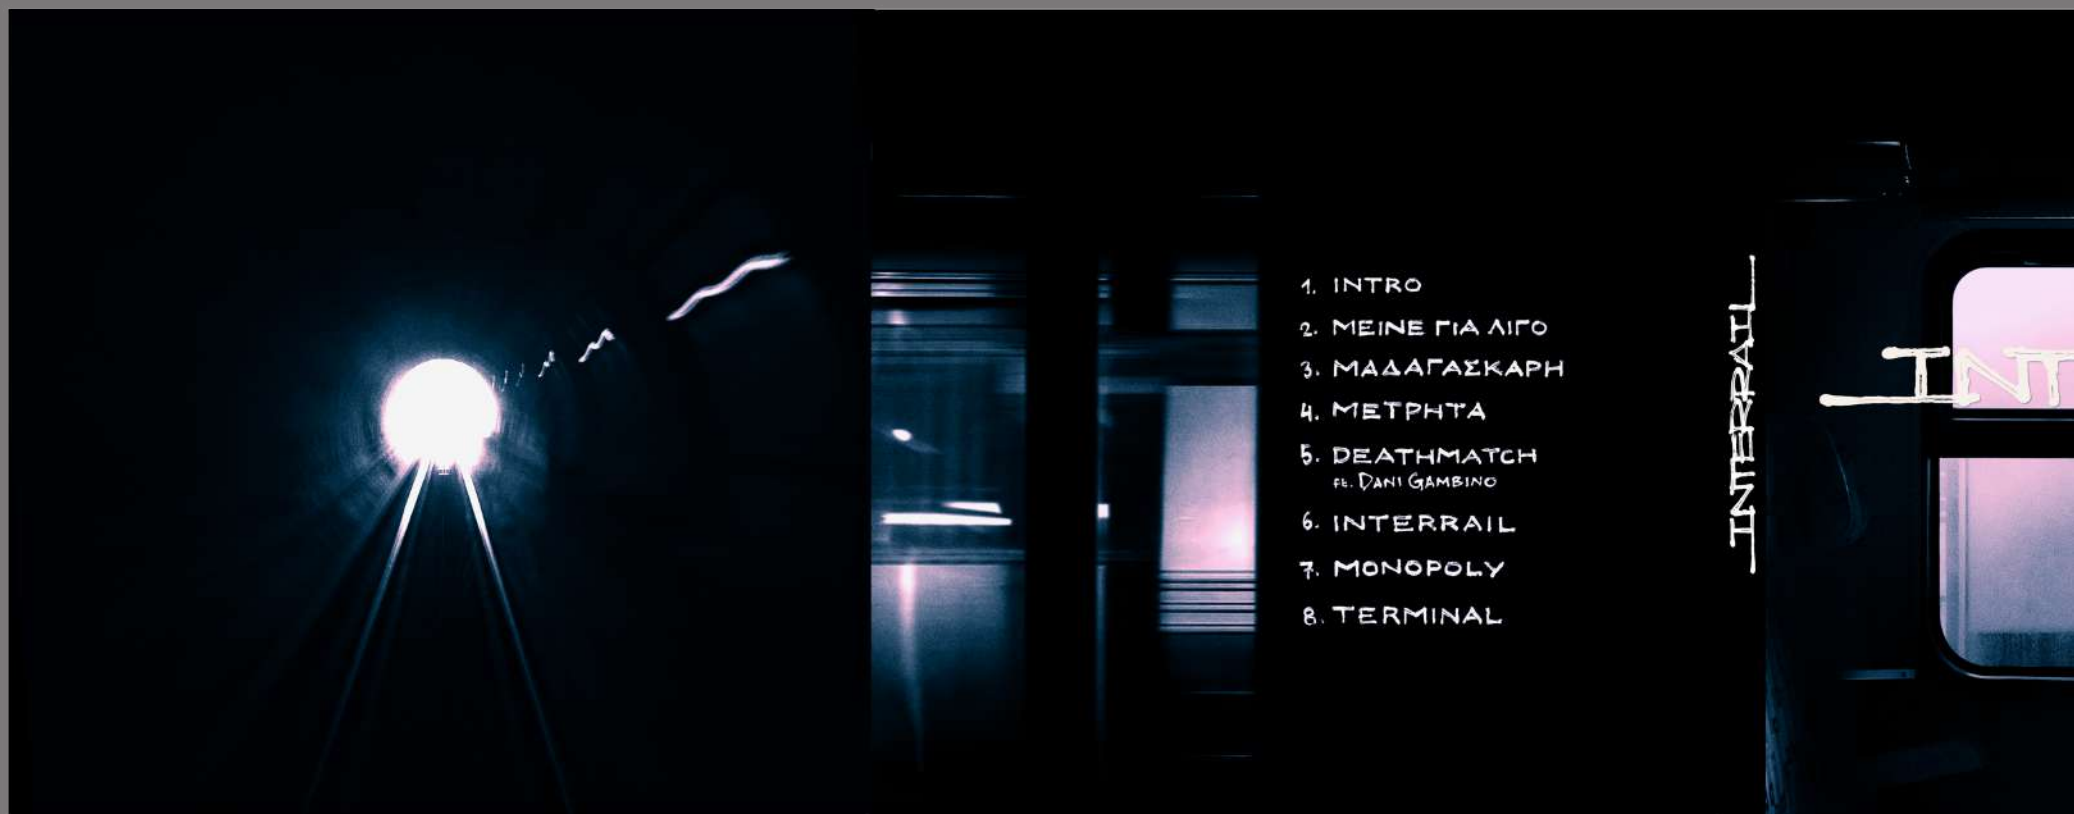 1. INTRO
2. ΜΕΙΝΕ ΓΙΑ ΛΙΓΟ
3. ΜΑΔΑΓΑΣΚΑΡΗ
4. ΜΕΤΡΗΤΑ
5. DEATHMATCH
ft. DANI GAMBINO
6. INTERRAIL
7. MONOPOLY
8. TERMINAL
INTERRAIL
INT